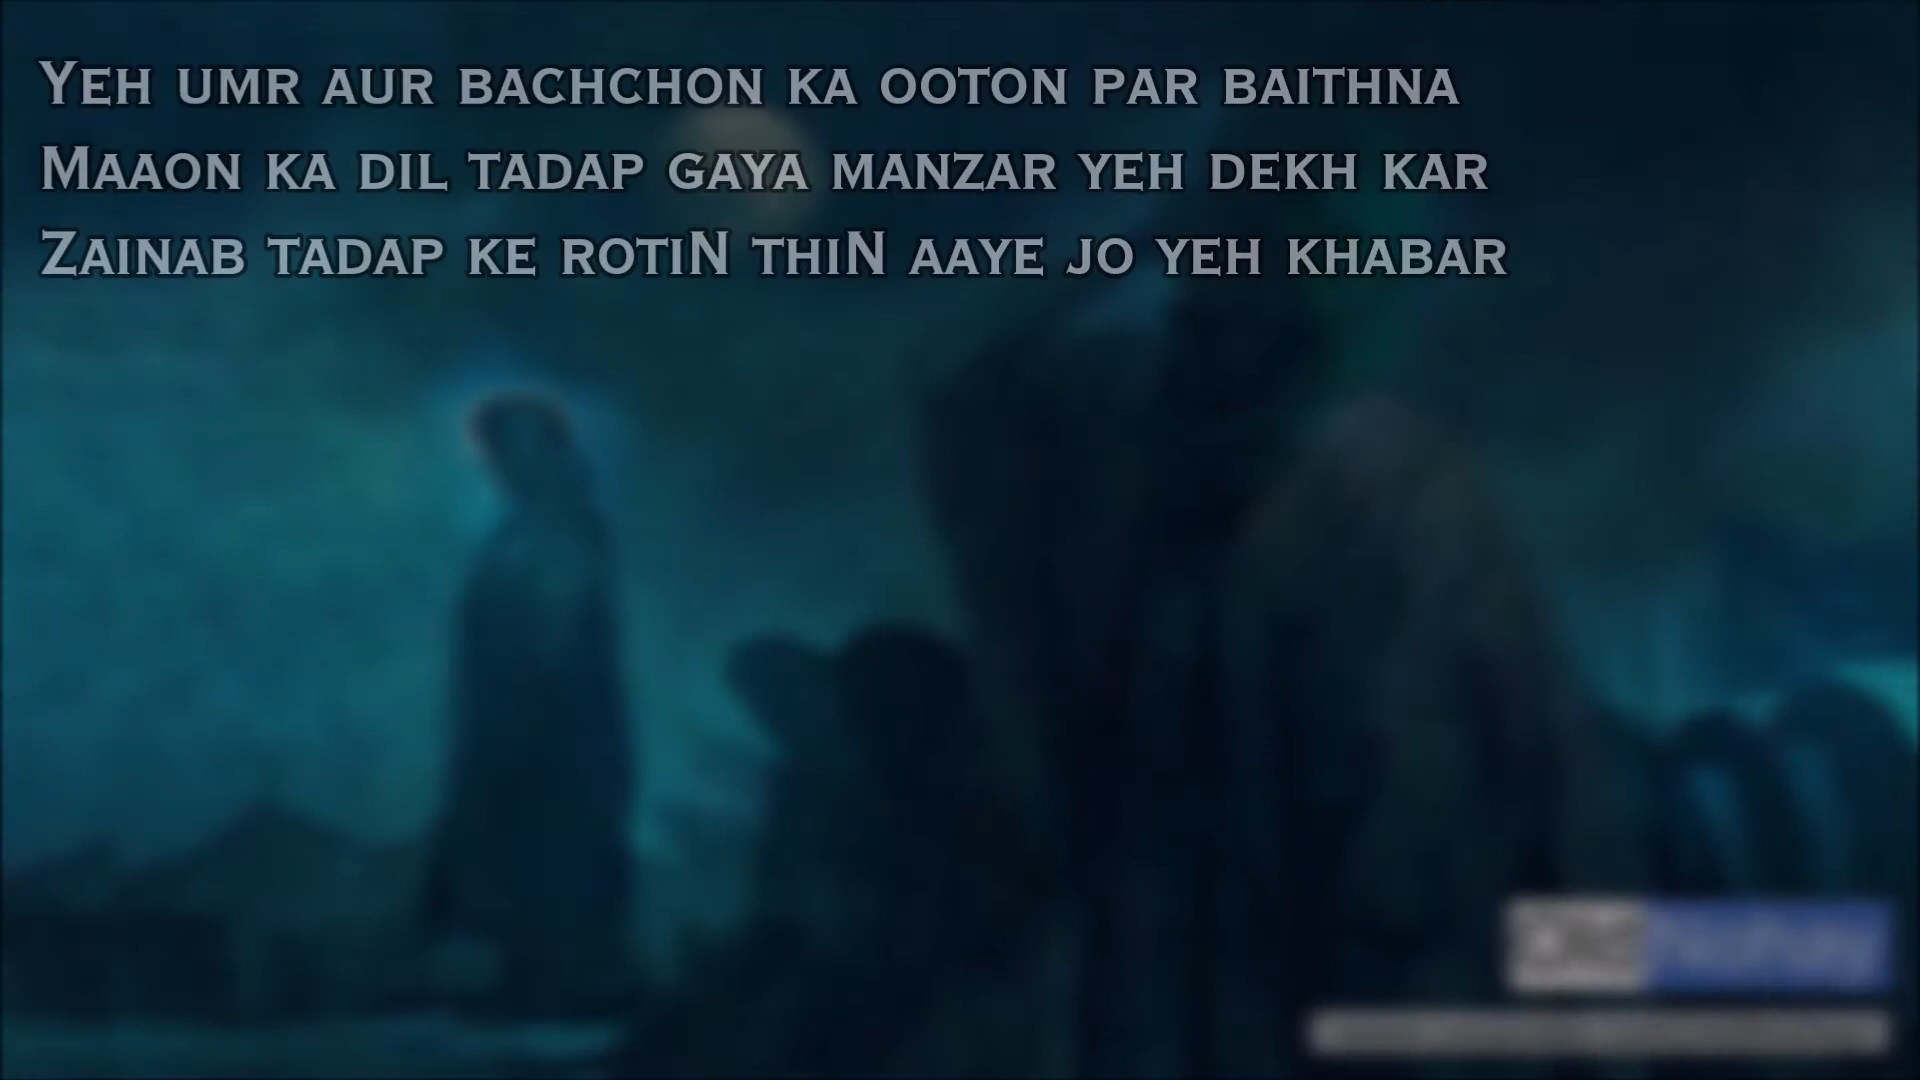 Yeh umr aur bachchon ka ooton par baithna
Maaon ka dil tadap gaya manzar yeh dekh kar
Zainab tadap ke rotiN thiN aaye jo yeh khabar